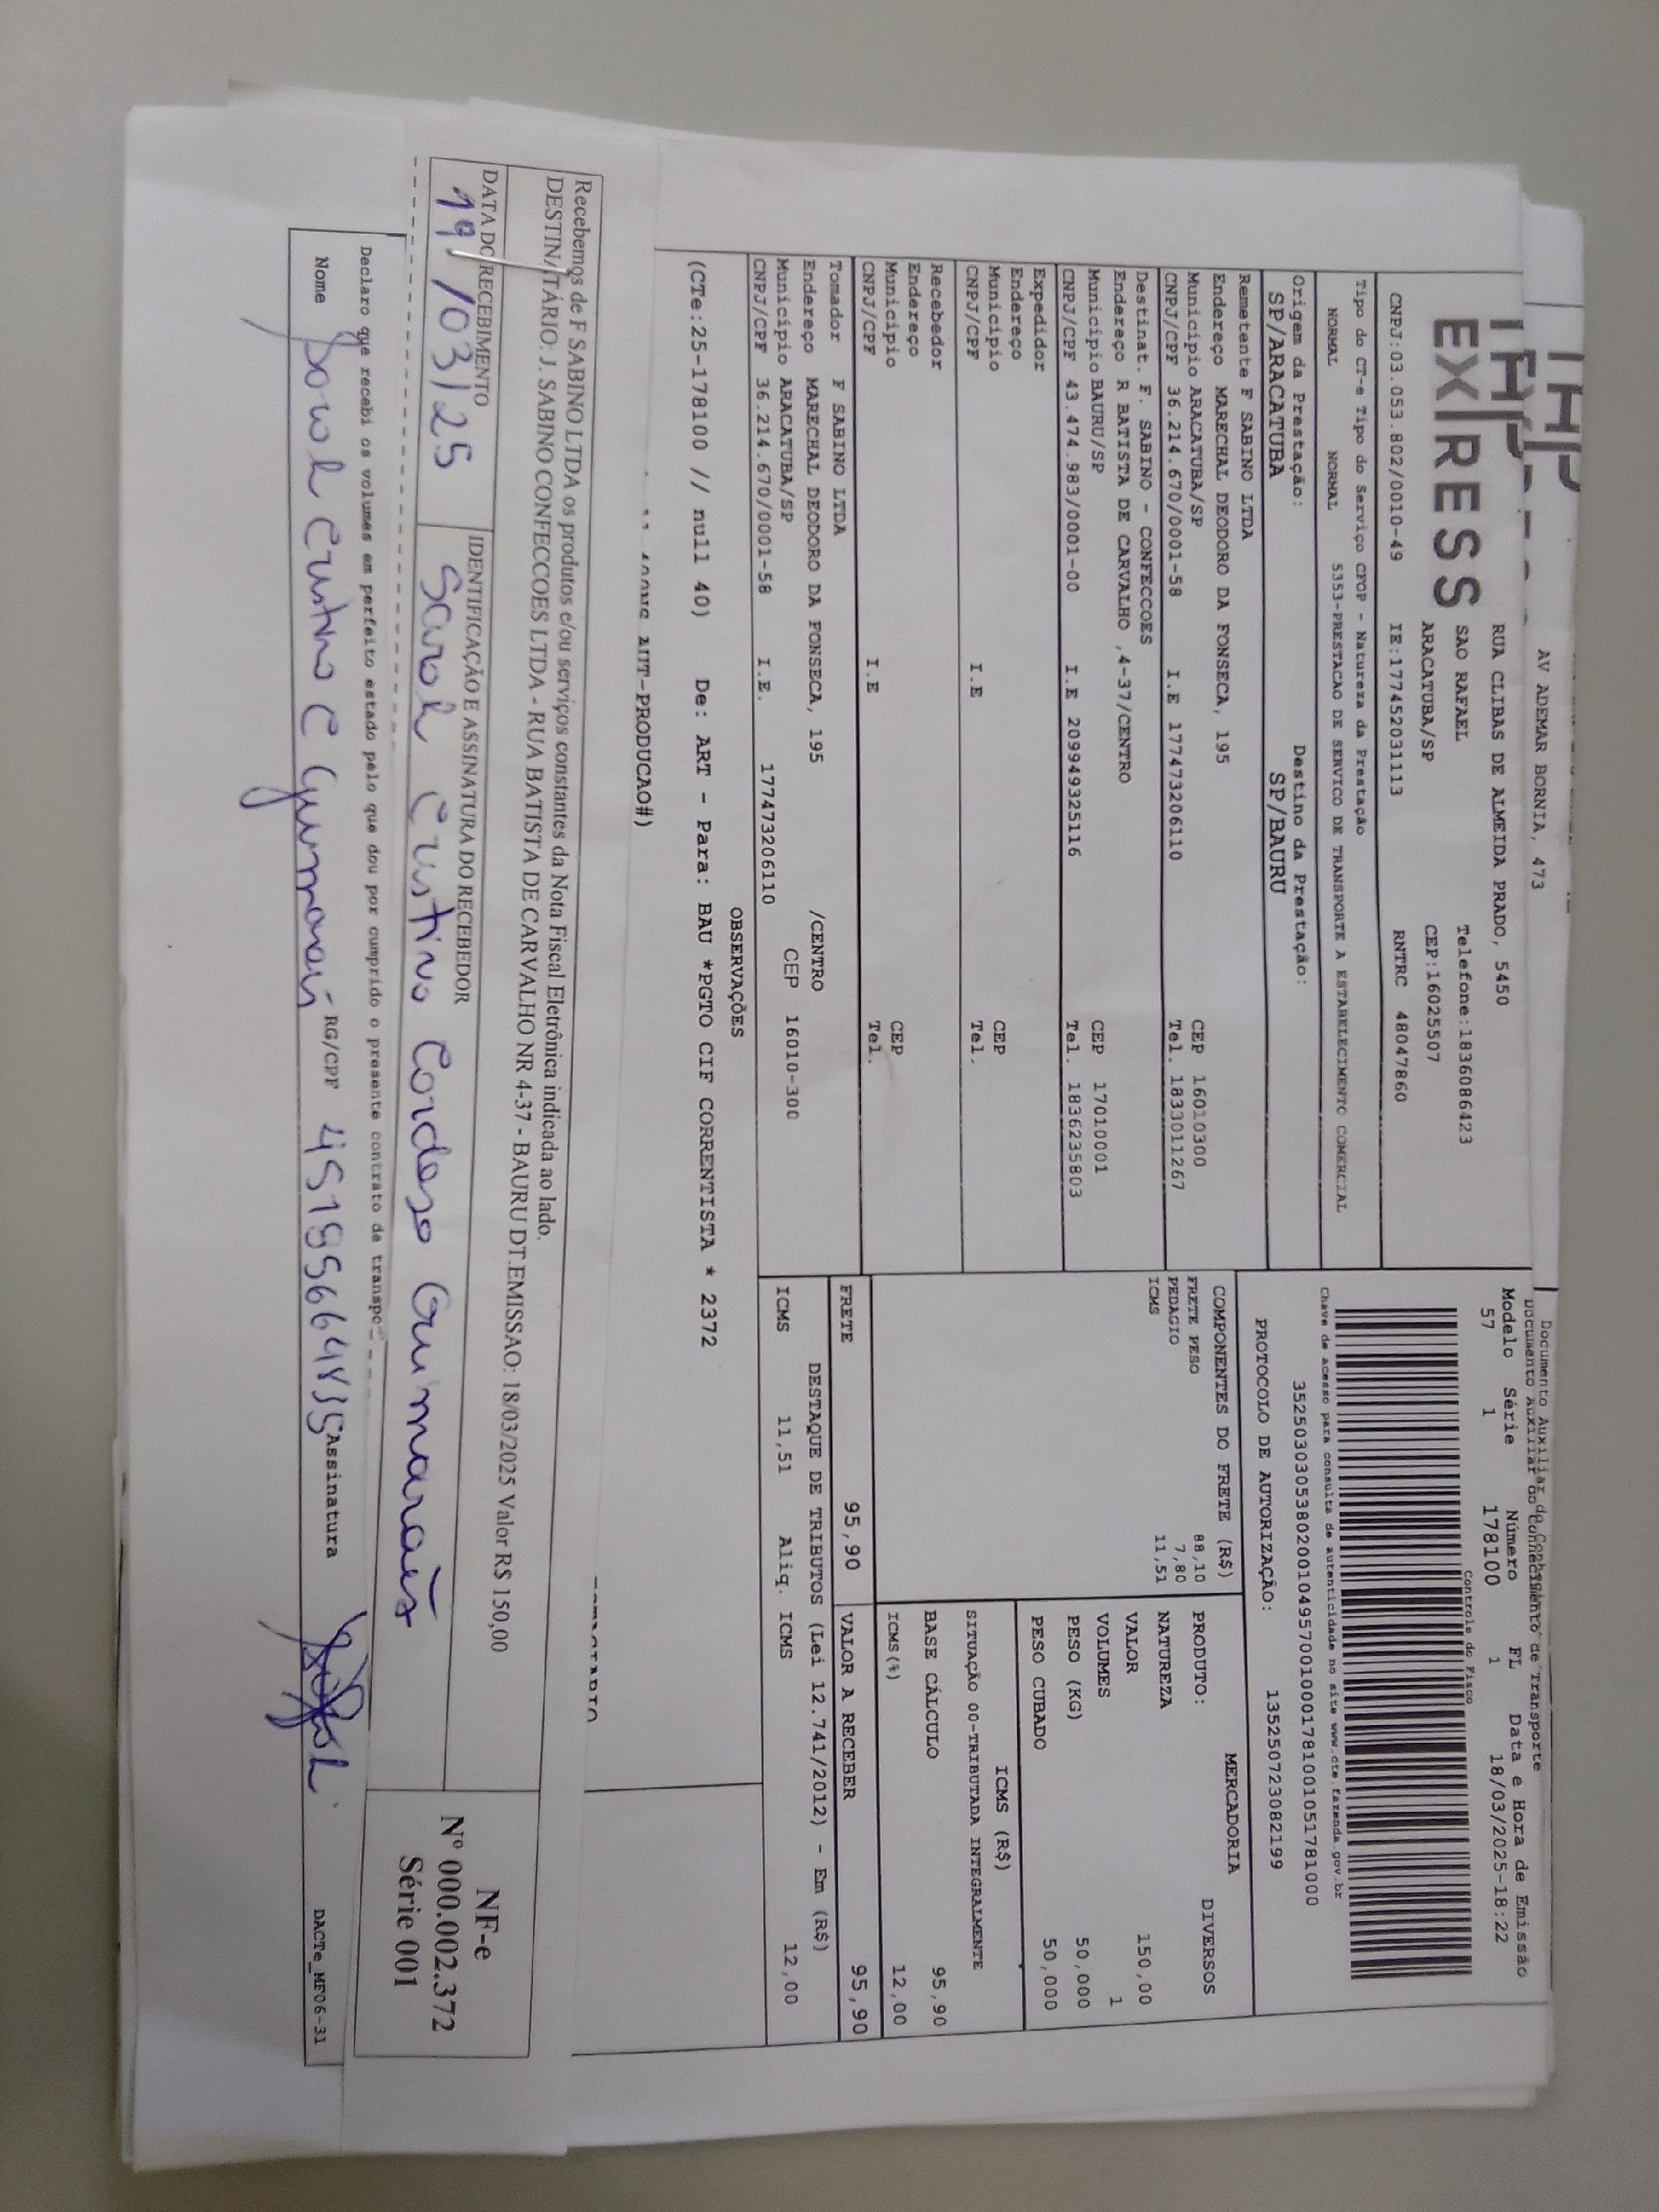 AV ADEMAR BORNIA, 473
EXPRESS
RUA CLIBAS DE ALMEIDA PRADO, 5450
SAO RAFAEL Telefone:1836086423
ARACATUBA/SP CEP:16025507
CNPJ:03.053.802/0010-49 IE:177452031113 RNTRC 48047860
Documento Auxiliar do Conhecimento de Transporte
Modelo Série Número FL Data e Hora de Emissão
57 1 178100 1 18/03/2025-18:22
Controle do Fisco
Tipo do CT-e Tipo do Serviço CFOP - Natureza da Prestação
NORMAL NORMAL 5353-PRESTACAO DE SERVICO DE TRANSPORTE A ESTABELECIMENTO COMERCIAL
Chave de acesso para consulta de autenticidade no site www.cte.fazenda.gov.br
35250303053802001049570010001781001051781000
Origem da Prestação: Destino da Prestação:
SP/ARACATUBA SP/BAURU
PROTOCOLO DE AUTORIZAÇÃO: 135250723082199
Remetente F SABINO LTDA
Endereço MARECHAL DEODORO DA FONSECA, 195
Municipio ARACATUBA/SP CEP 16010300
CNPJ/CPF 36.214.670/0001-58 I.E 177473206110 Tel. 1833011267
Destinat. F. SABINO - CONFECCOES
Endereço R BATISTA DE CARVALHO ,4-37/CENTRO
Municipio BAURU/SP CEP 17010001
CNPJ/CPF 43.474.983/0001-00 I.E 209949325116 Tel. 1836235803
Expedidor
Endereço
Municipio CEP
CNPJ/CPF I.E Tel.
Recebedor
Endereço
Municipio CEP
CNPJ/CPF I.E Tel.
Tomador F SABINO LTDA
Endereço MARECHAL DEODORO DA FONSECA, 195 /CENTRO
Municipio ARACATUBA/SP CEP 16010-300
CNPJ/CPF 36.214.670/0001-58 I.E. 177473206110
COMPONENTES DO FRETE (R$)
FRETE PESO 88,10
PEDAGIO 7,80
ICMS 11,51
MERCADORIA
PRODUTO: DIVERSOS
NATUREZA
VALOR 150,00
VOLUMES 1
PESO (KG) 50,000
PESO CUBADO 50,000
ICMS (R$)
SITUAÇÃO 00-TRIBUTADA INTEGRALMENTE
BASE CÁLCULO 95,90
ICMS(%) 12,00
FRETE 95,90 VALOR A RECEBER 95,90
DESTAQUE DE TRIBUTOS (Lei 12.741/2012) - Em (R$)
ICMS 11,51 Aliq. ICMS 12,00
OBSERVAÇÕES
(CTe:25-178100 // null 40) De: ART - Para: BAU *PGTO CIF CORRENTISTA * 2372
AUT-PRODUCAO#)
Recebemos de F SABINO LTDA os produtos e/ou serviços constantes da Nota Fiscal Eletrônica indicada ao lado.
DESTINATÁRIO: J. SABINO CONFECCOES LTDA - RUA BATISTA DE CARVALHO NR 4-37 - BAURU DT.EMISSAO: 18/03/2025 Valor R$ 150,00
DATA DO RECEBIMENTO IDENTIFICAÇÃO E ASSINATURA DO RECEBEDOR
19/03/25 Sarah Cristina Cardoso Guimarães
NF-e
Nº 000.002.372
Série 001
Declaro que recebi os volumes em perfeito estado pelo que dou por cumprido o presente contrato de transpo
Nome Sarah Cristina C Guimarães RG/CPF Assinatura
DACTe_MF06-31